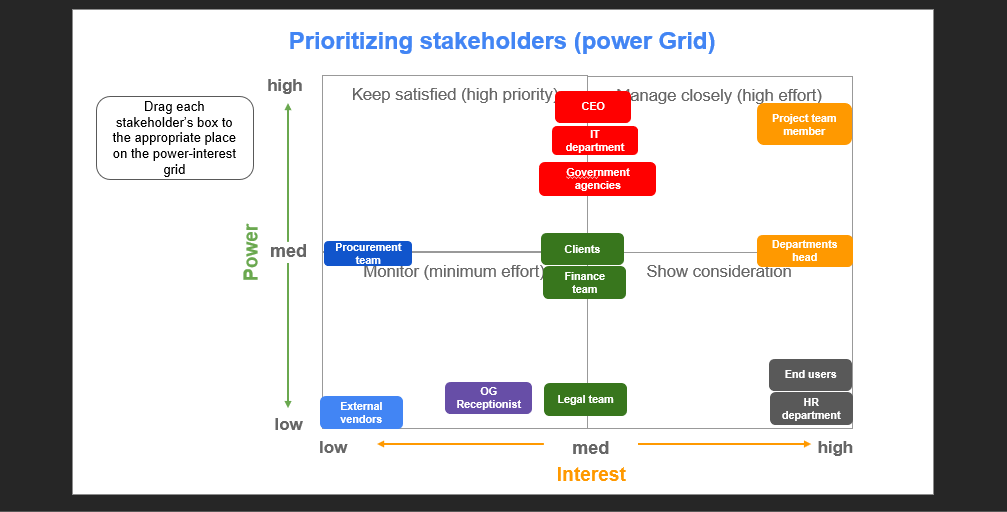 Prioritizing stakeholders (power Grid)
high
Drag each
stakeholder's box to
the appropriate place
on the power-interest
grid
Keep satisfied (high priority)
Manage closely (high effort)
CEO
IT
department
Government
agencies
Project team
member
Power
med
Procurement
team
Clients
Departments
head
Monitor (minimum effort)
Finance
team
Show consideration
External
vendors
OG
Receptionist
Legal team
End users
HR
department
low
low
med
high
Interest